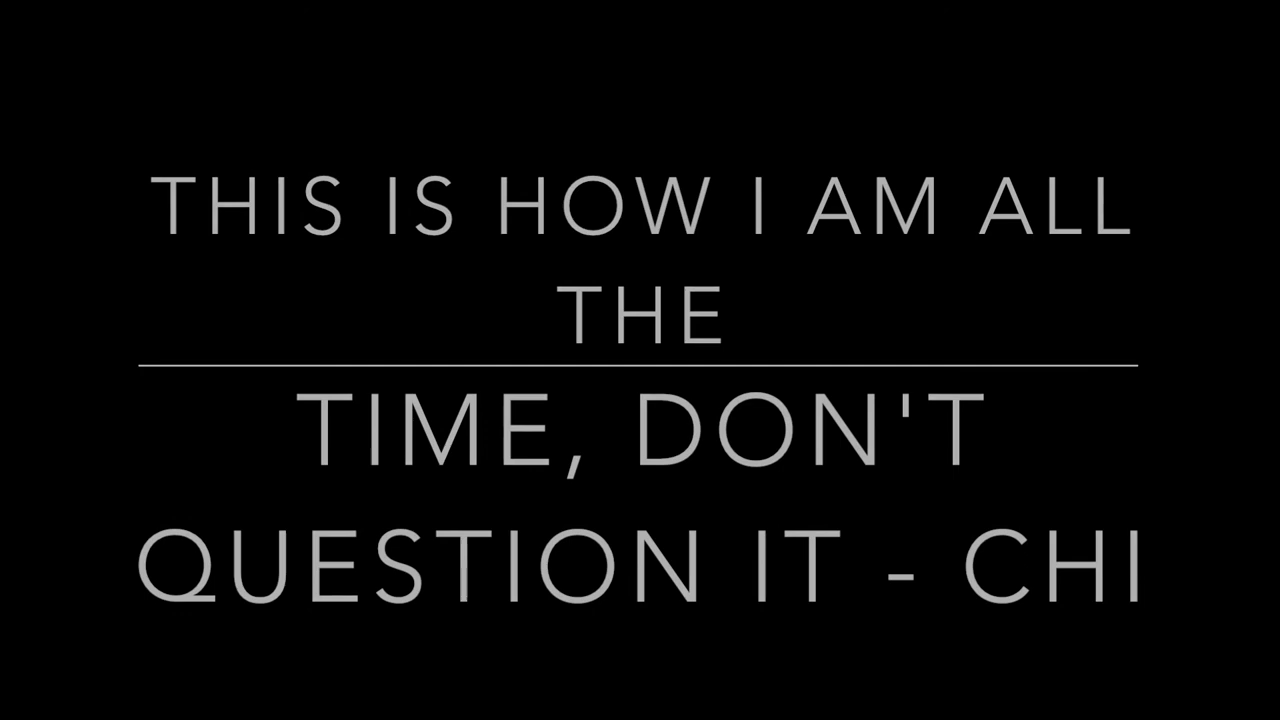 THIS IS HOW I AM ALL
THE
TIME, DON'T
QUESTION IT - CHI